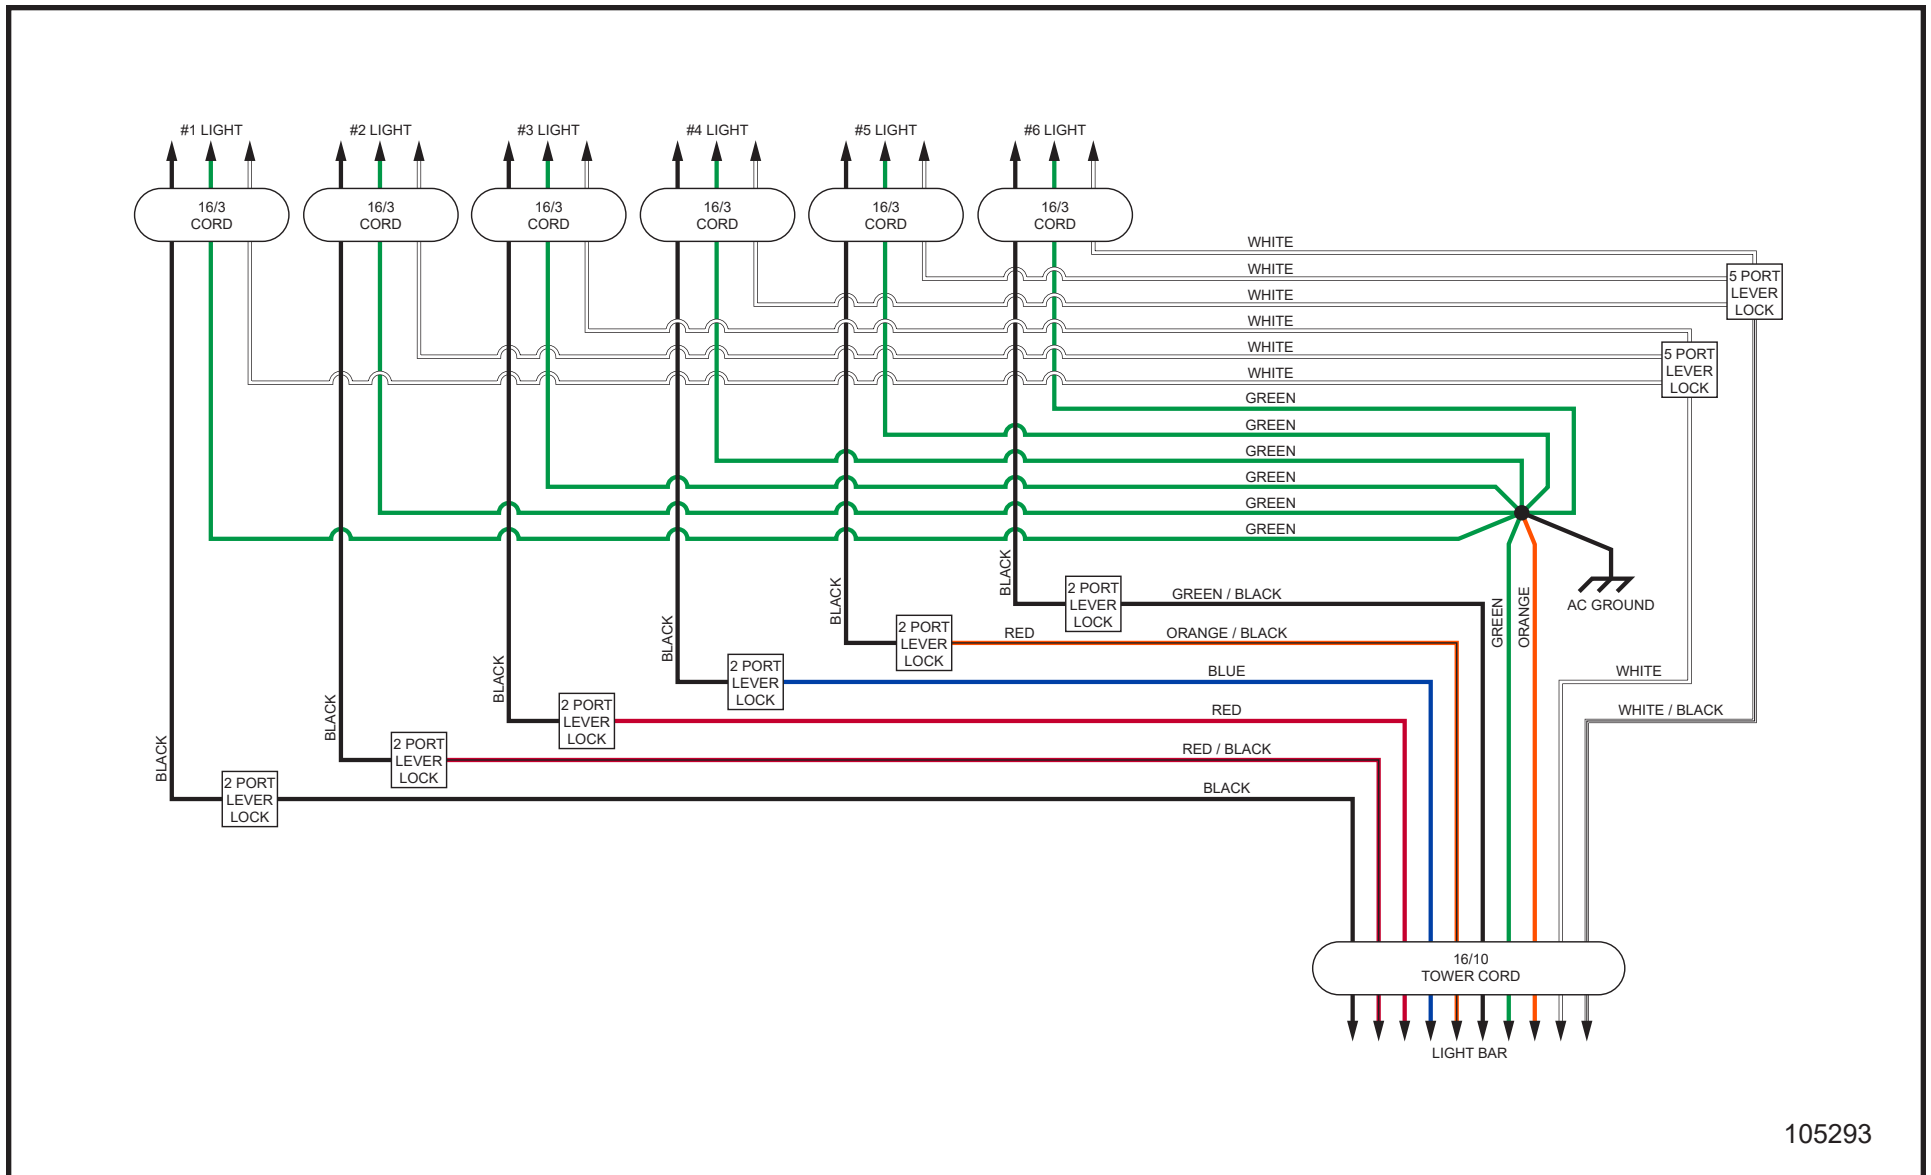 #1 LIGHT
#2 LIGHT
#3 LIGHT
#4 LIGHT
#5 LIGHT
#6 LIGHT
16/3
CORD
16/3
CORD
16/3
CORD
16/3
CORD
16/3
CORD
16/3
CORD
WHITE
WHITE
WHITE
WHITE
WHITE
WHITE
5 PORT
LEVER
LOCK
5 PORT
LEVER
LOCK
GREEN
GREEN
GREEN
GREEN
GREEN
GREEN
AC GROUND
GREEN
ORANGE
BLACK
2 PORT
LEVER
LOCK
GREEN / BLACK
BLACK
2 PORT
LEVER
LOCK
RED
ORANGE / BLACK
BLACK
2 PORT
LEVER
LOCK
BLUE
WHITE
BLACK
2 PORT
LEVER
LOCK
RED
WHITE / BLACK
BLACK
2 PORT
LEVER
LOCK
RED / BLACK
BLACK
2 PORT
LEVER
LOCK
BLACK
16/10
TOWER CORD
LIGHT BAR
105293